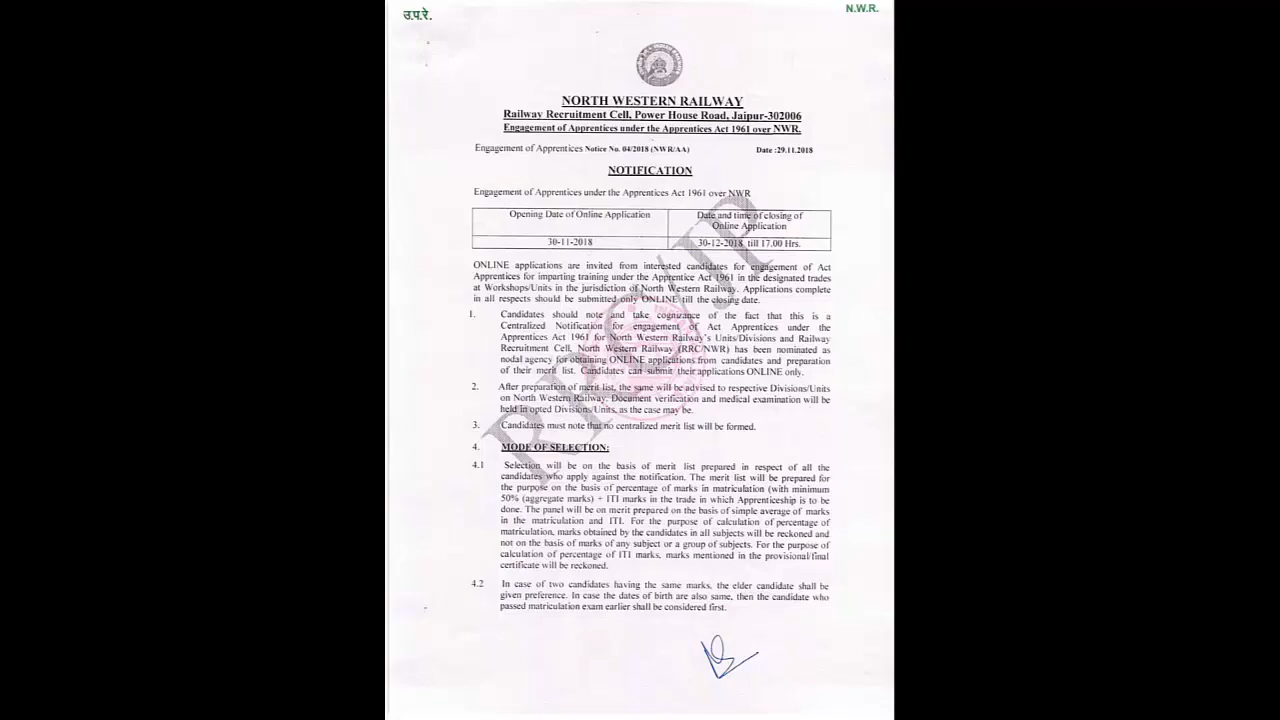 उ.प.रे.
N.W.R.
NORTH WESTERN RAILWAY
Railway Recruitment Cell, Power House Road, Jaipur-302006
Engagement of Apprentices under the Apprentices Act 1961 over NWR.
Engagement of Apprentices Notice No. 04/2018 (NWR/AA) Date :29.11.2018
NOTIFICATION
Engagement of Apprentices under the Apprentices Act 1961 over NWR
Opening Date of Online Application
Date and time of closing of
Online Application
30-11-2018
30-12-2018 till 17.00 Hrs.
ONLINE applications are invited from interested candidates for engagement of Act
Apprentices for imparting training under the Apprentice Act 1961 in the designated trades
at Workshops/Units in the jurisdiction of North Western Railway. Applications complete
in all respects should be submitted only ONLINE till the closing date.
1. Candidates should note and take cognizance of the fact that this is a
Centralized Notification for engagement of Act Apprentices under the
Apprentices Act 1961 for North Western Railway's Units/Divisions and Railway
Recruitment Cell, North Western Railway (RRC/NWR) has been nominated as
nodal agency for obtaining ONLINE applications from candidates and preparation
of their merit list. Candidates can submit their applications ONLINE only.
2. After preparation of merit list, the same will be advised to respective Divisions/Units
on North Western Railway. Document verification and medical examination will be
held in opted Divisions/Units, as the case may be.
3. Candidates must note that no centralized merit list will be formed.
4. MODE OF SELECTION:
4.1 Selection will be on the basis of merit list prepared in respect of all the
candidates who apply against the notification. The merit list will be prepared for
the purpose on the basis of percentage of marks in matriculation (with minimum
50% (aggregate marks) + ITI marks in the trade in which Apprenticeship is to be
done. The panel will be on merit prepared on the basis of simple average of marks
in the matriculation and ITI. For the purpose of calculation of percentage of
matriculation, marks obtained by the candidates in all subjects will be reckoned and
not on the basis of marks of any subject or a group of subjects. For the purpose of
calculation of percentage of ITI marks, marks mentioned in the provisional/final
certificate will be reckoned.
4.2 In case of two candidates having the same marks, the elder candidate shall be
given preference. In case the dates of birth are also same, then the candidate who
passed matriculation exam earlier shall be considered first.
RRC/JP